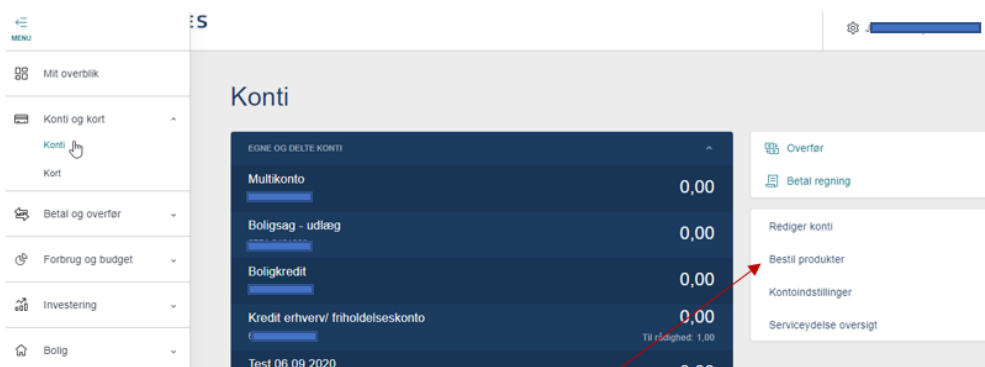 MENU
ES
Mit overblik
Konti og kort
Konti
Kort
Betal og overfør
Forbrug og budget
Investering
Bolig
Konti
EGNE OG DELTE KONTI
Multikonto
0,00
Boligsag - udlæg
0,00
Boligkredit
0,00
Kredit erhverv/ friholdelseskonto
0,00
Til rådighed: 1,00
Test 06 09 2020
Overfør
Betal regning
Rediger konti
Bestil produkter
Kontoindstillinger
Serviceydelse oversigt